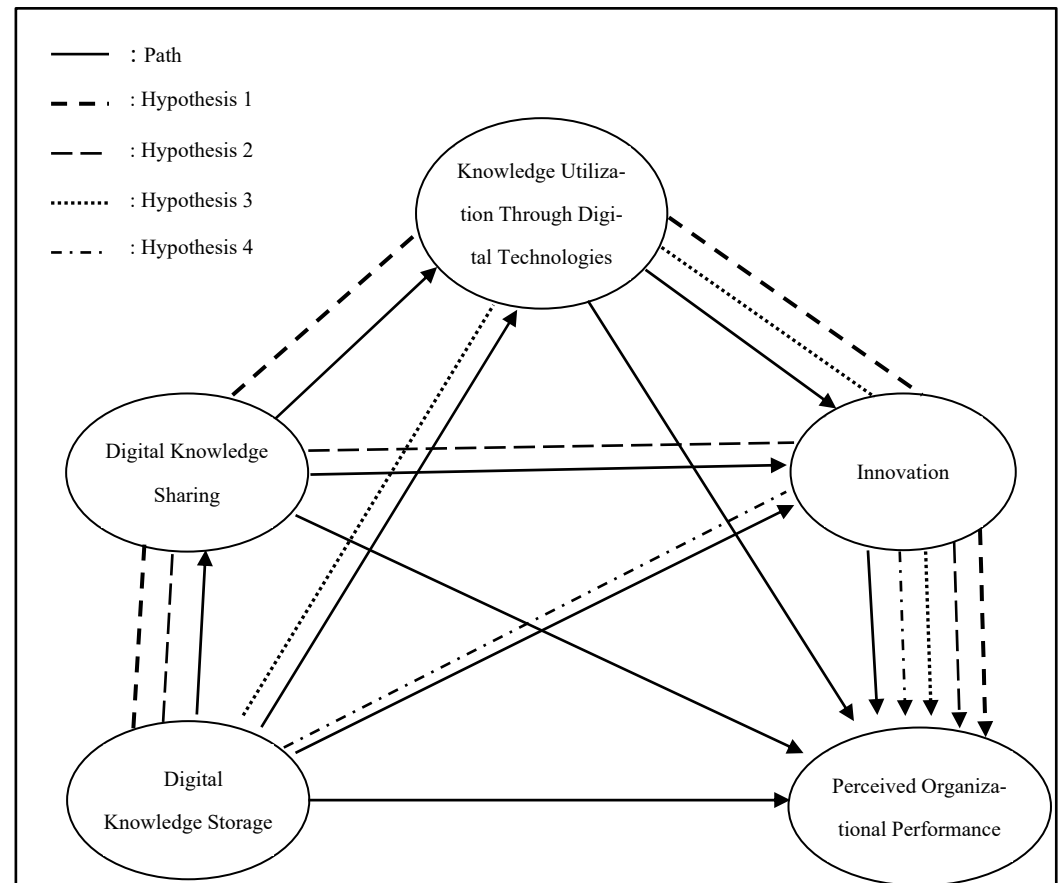 : Path
: Hypothesis 1
: Hypothesis 2
: Hypothesis 3
: Hypothesis 4
Knowledge Utiliza-
tion Through Digi-
tal Technologies
Digital Knowledge
Sharing
Innovation
Digital
Knowledge Storage
Perceived Organiza-
tional Performance